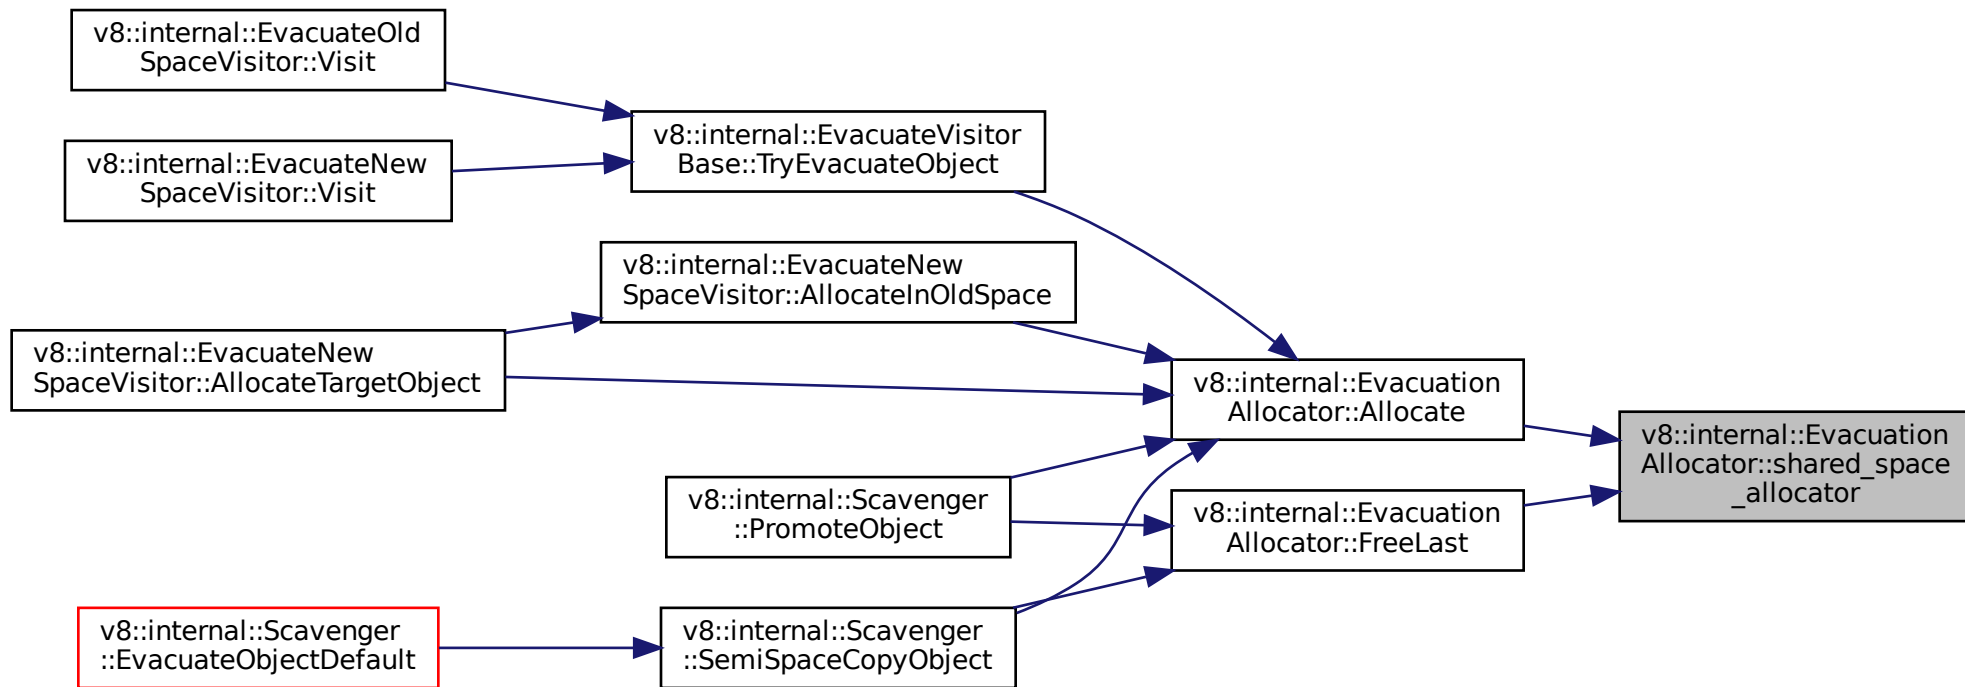 v8::internal::EvacuateOld
SpaceVisitor::Visit
v8::internal::EvacuateNew
SpaceVisitor::Visit
v8::internal::EvacuateVisitor
Base::TryEvacuateObject
v8::internal::EvacuateNew
SpaceVisitor::AllocateInOldSpace
v8::internal::EvacuateNew
SpaceVisitor::AllocateTargetObject
v8::internal::Evacuation
Allocator::Allocate
v8::internal::Evacuation
Allocator::shared_space
_allocator
v8::internal::Scavenger
::PromoteObject
v8::internal::Evacuation
Allocator::FreeLast
v8::internal::Scavenger
::EvacuateObjectDefault
v8::internal::Scavenger
::SemiSpaceCopyObject